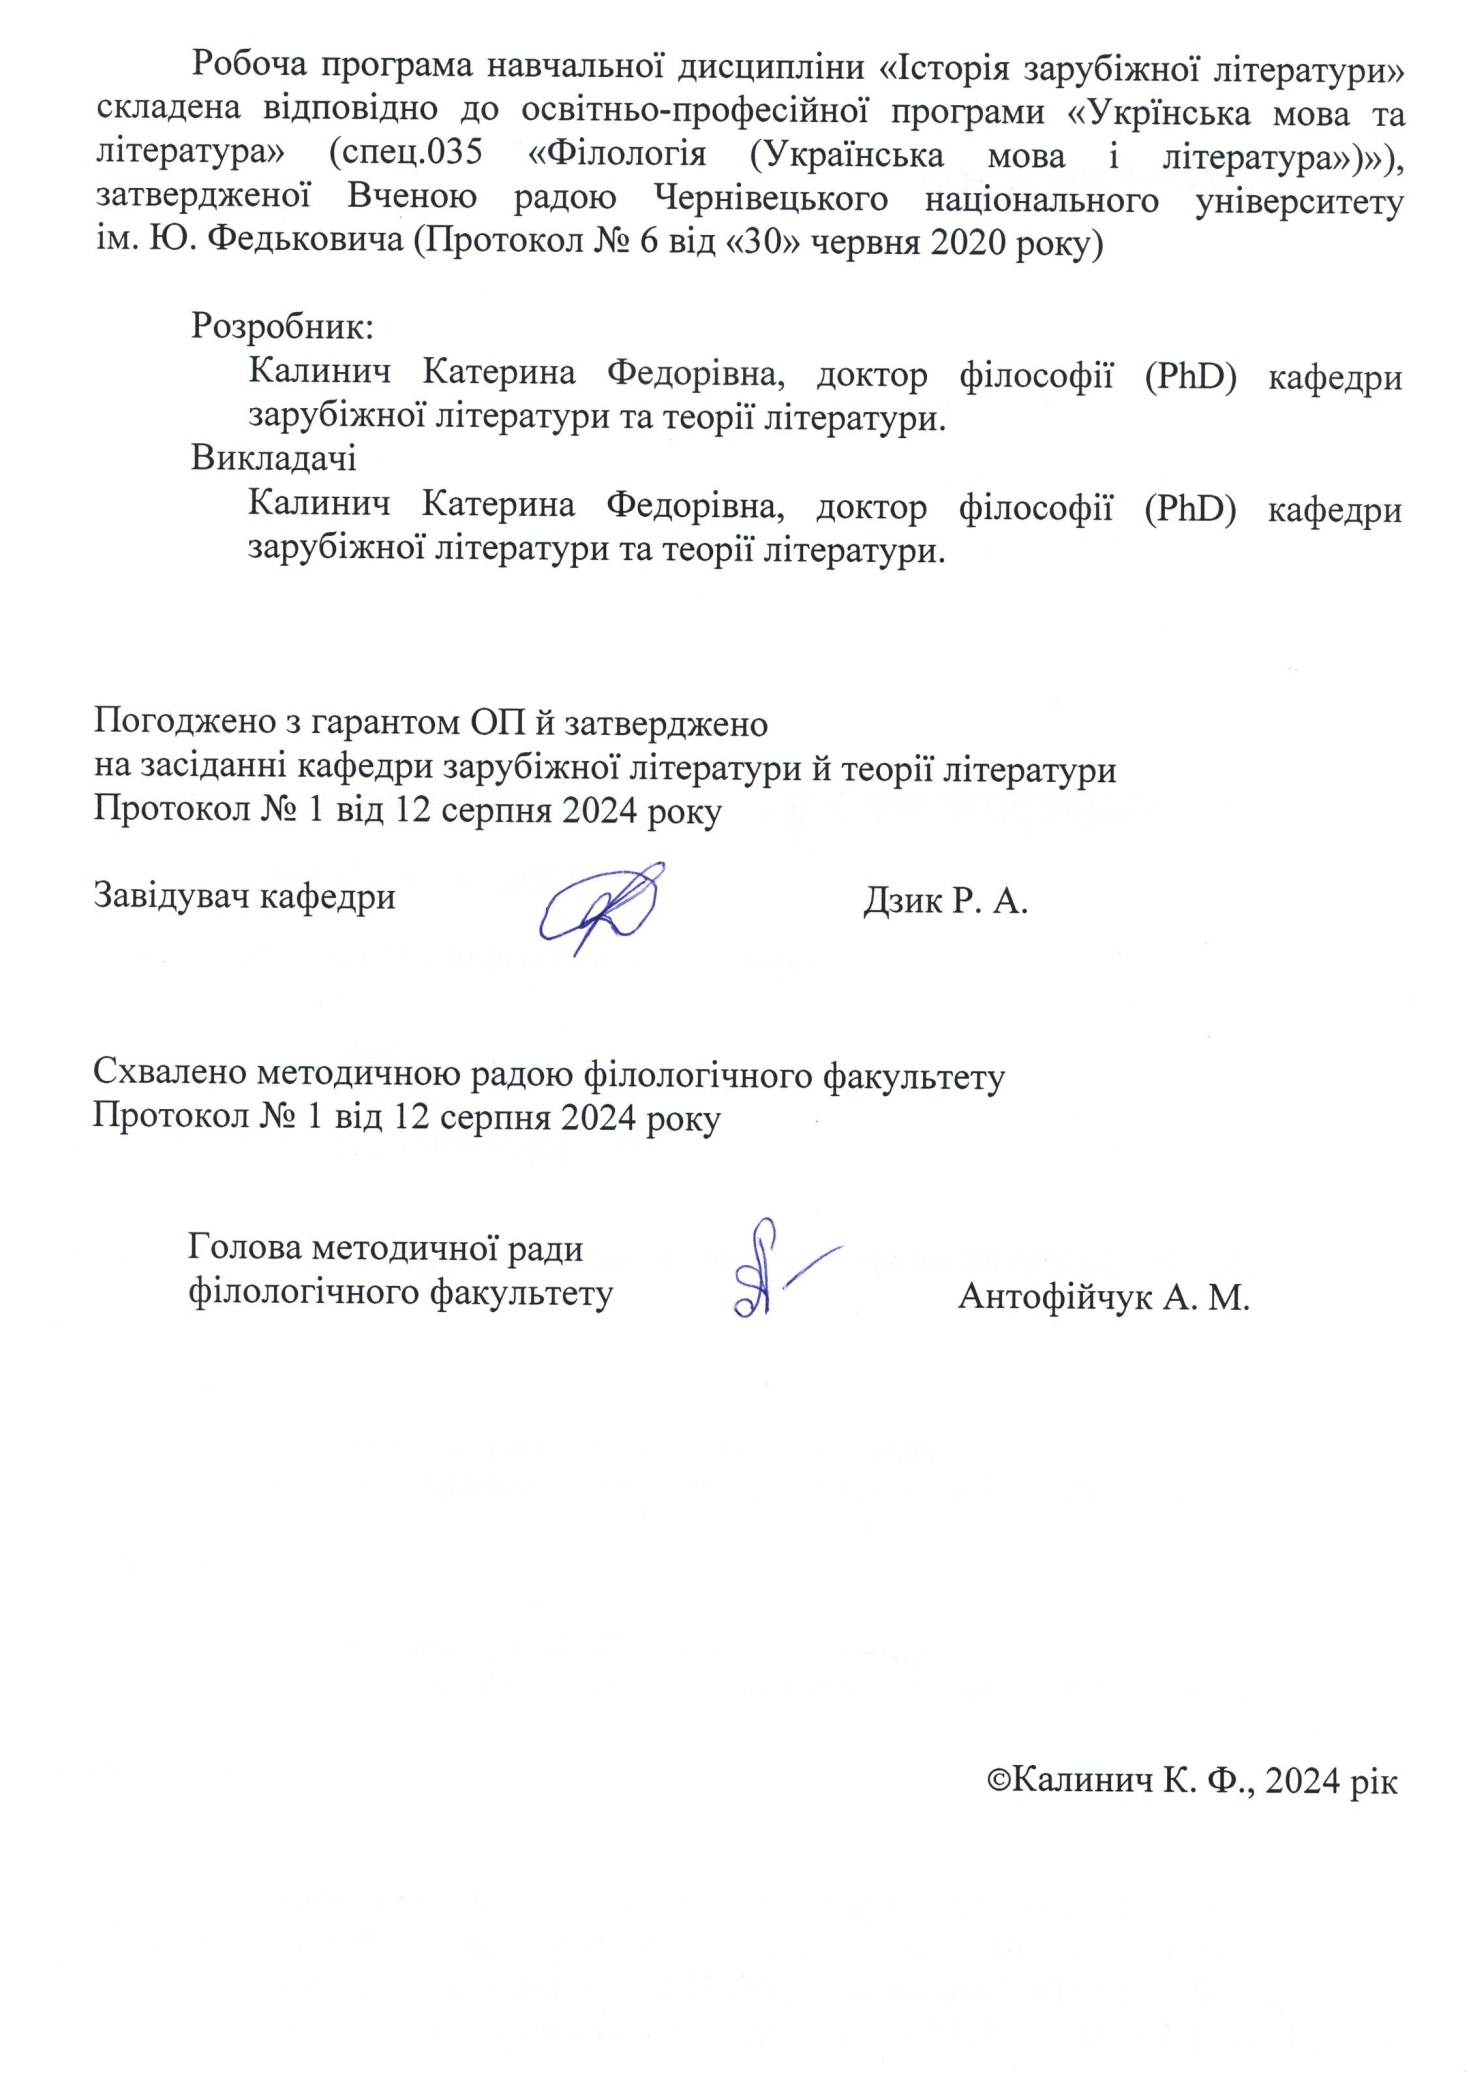 Робоча програма навчальної дисципліни «Історія зарубіжної літератури»
складена відповідно до освітньо-професійної програми «Укрїнська мова та
література» (спец.035 «Філологія (Українська мова і література»)»),
затвердженої Вченою радою Чернівецького національного університету
ім. Ю. Федьковича (Протокол № 6 від «30» червня 2020 року)
Розробник:
Калинич Катерина Федорівна, доктор філософії (PhD) кафедри
зарубіжної літератури та теорії літератури.
Викладачі
Калинич Катерина Федорівна, доктор філософії (PhD) кафедри
зарубіжної літератури та теорії літератури.
Погоджено з гарантом ОП й затверджено
на засіданні кафедри зарубіжної літератури й теорії літератури
Протокол № 1 від 12 серпня 2024 року
Завідувач кафедри Дзик Р. А.
Схвалено методичною радою філологічного факультету
Протокол № 1 від 12 серпня 2024 року
Голова методичної ради
філологічного факультету Антофійчук А. М.
©Калинич К. Ф., 2024 рік